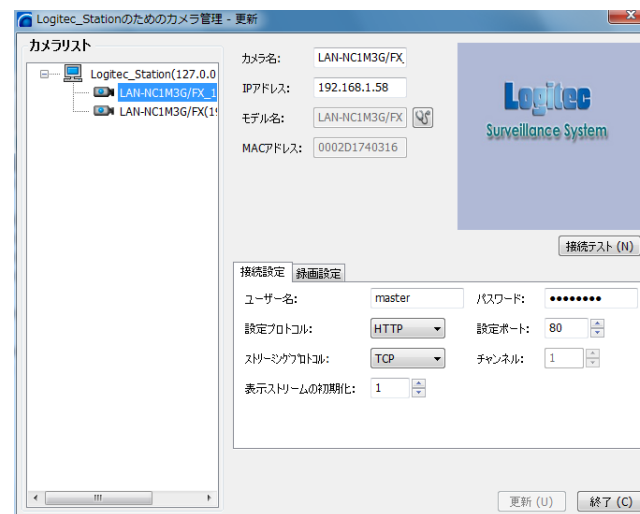 Logitec_Stationのためのカメラ管理 - 更新
カメラリスト
Logitec_Station(127.0.0
LAN-NC1M3G/FX_1
LAN-NC1M3G/FX(19
カメラ名: LAN-NC1M3G/FX_
IPアドレス: 192.168.1.58
モデル名: LAN-NC1M3G/FX
MACアドレス: 0002D1740316
Logitec
Surveillance System
接続テスト (N)
接続設定 録画設定
ユーザー名: master パスワード: ●●●●●●●●
設定プロトコル: HTTP 設定ポート: 80
ストリーミングプロトコル: TCP チャンネル: 1
表示ストリームの初期化: 1
更新 (U) 終了 (C)